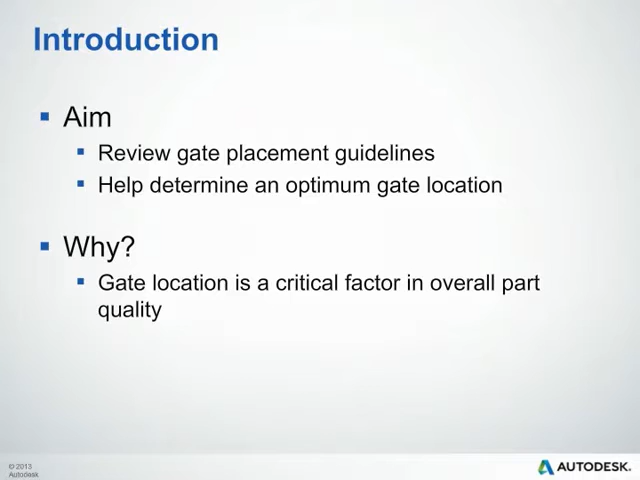 Introduction
Aim
Review gate placement guidelines
Help determine an optimum gate location
Why?
Gate location is a critical factor in overall part
quality
© 2013
Autodesk
AUTODESK.